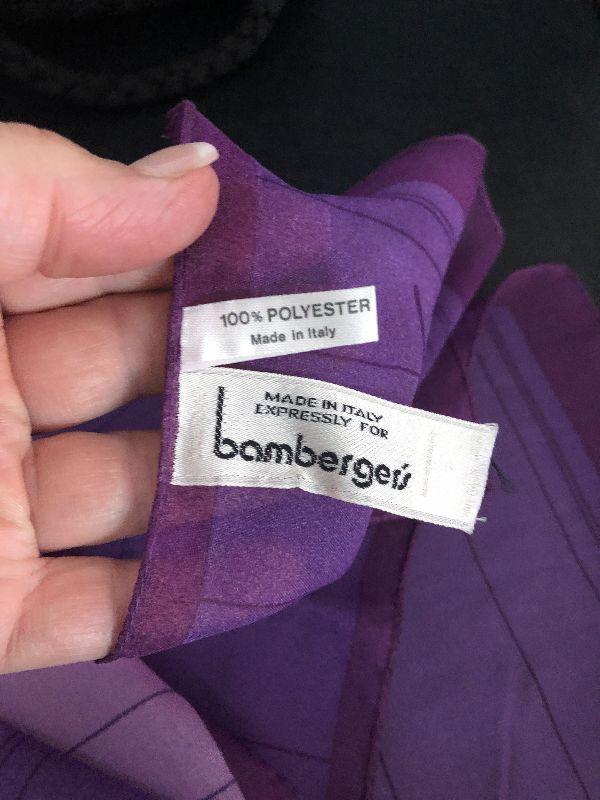 100% POLYESTER
Made in Italy
MADE IN ITALY
EXPRESSLY FOR
bamberger's